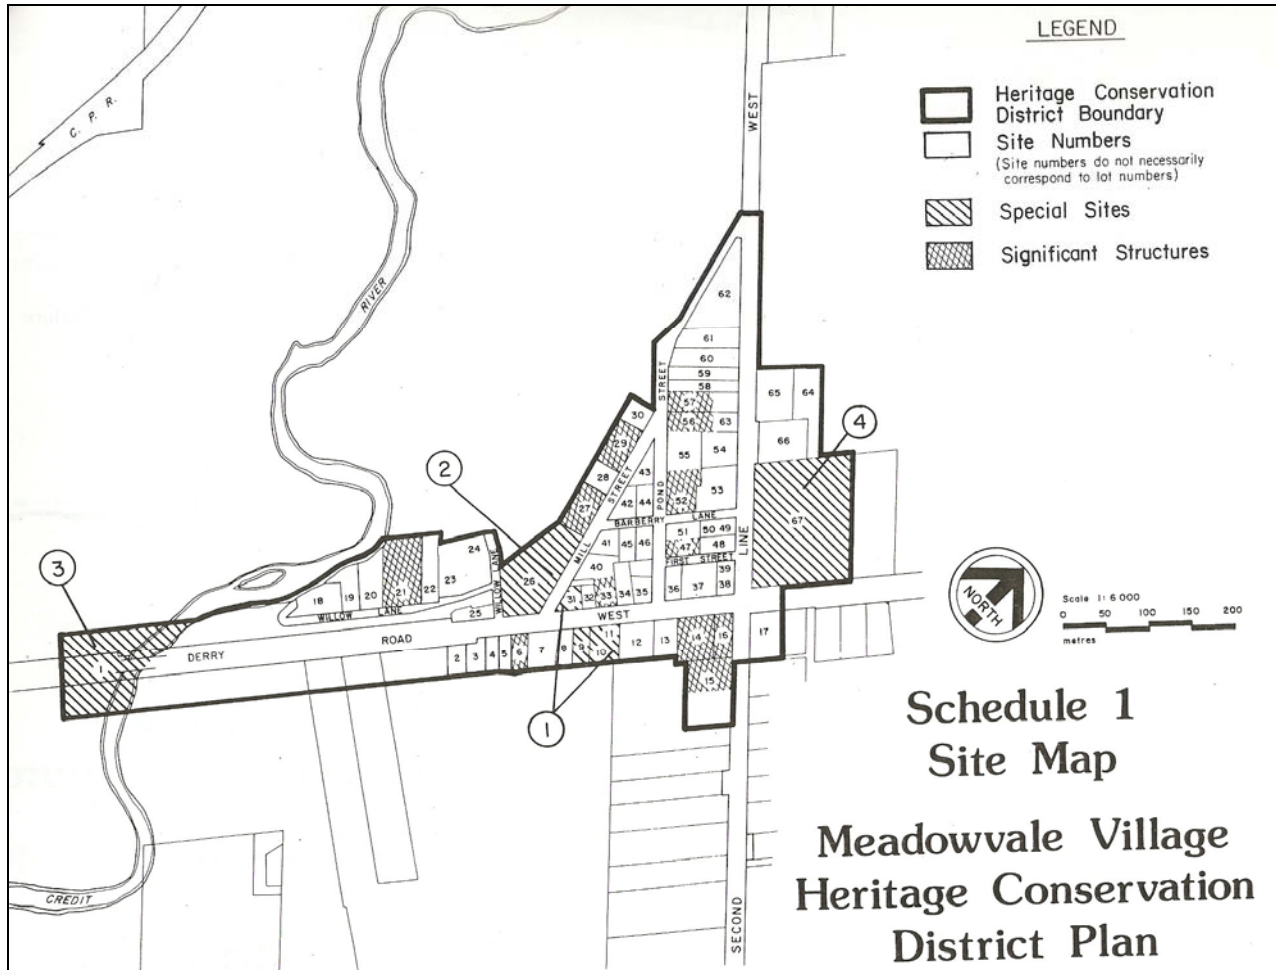 LEGEND
Heritage Conservation
District Boundary
Site Numbers
(Site numbers do not necessarily
correspond to lot numbers)
Special Sites
Significant Structures
C. P. R.
RIVER
WEST
62
61
60
59
58
57
56
63
65
64
66
4
STREET
30
29
28
27
STREET
MILL
43
42
44
55
54
52
53
POND
BARBERRY LANE
51
50
49
47
48
FIRST STREET
LINE
67
2
41
45
46
40
39
36
37
38
31
32
33
34
35
26
WILLOW LANE
24
23
22
21
20
19
18
25
WILLOW LANE
3
1
DERRY ROAD WEST
2
3
4
5
6
7
8
9
10
11
12
13
14
16
15
17
1
NORTH
Scale 1: 6 000
0 50 100 150 200
metres
CREDIT
SECOND
Schedule 1
Site Map
Meadowvale Village
Heritage Conservation
District Plan